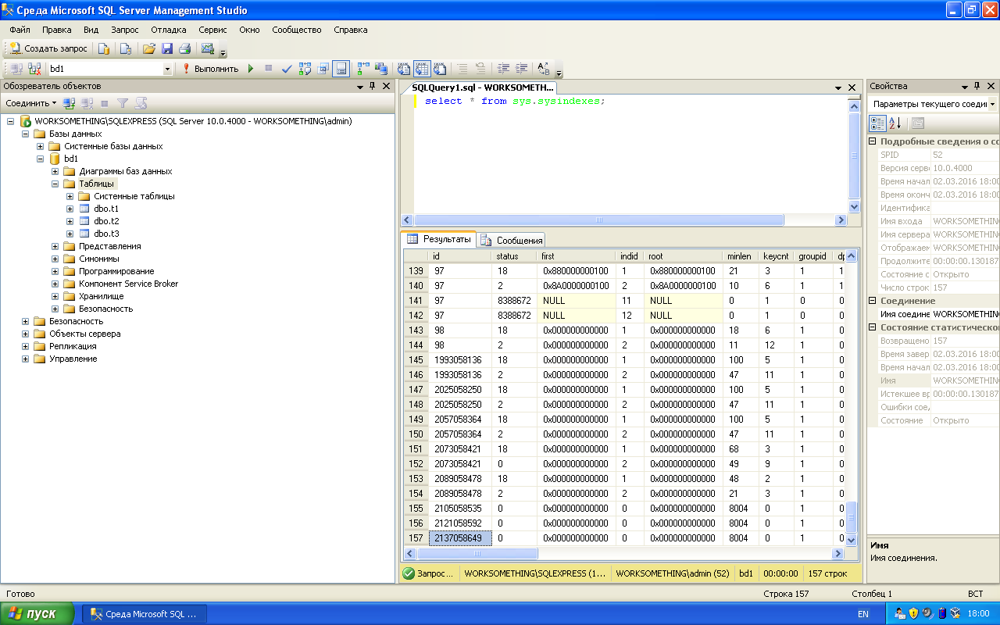 Среда Microsoft SQL Server Management Studio
Файл Правка Вид Запрос Отладка Сервис Окно Сообщество Справка
Создать запрос
bd1 Выполнить
Обозреватель объектов
Соединить
WORKSOMETHING\SQLEXPRESS (SQL Server 10.0.4000 - WORKSOMETHING\admin)
Базы данных
Системные базы данных
bd1
Диаграммы баз данных
Таблицы
Системные таблицы
dbo.t1
dbo.t2
dbo.t3
Представления
Синонимы
Программирование
Компонент Service Broker
Хранилище
Безопасность
Безопасность
Объекты сервера
Репликация
Управление
SQLQuery1.sql - WORKSOMETH...
select * from sys.sysindexes;
Результаты Сообщения
id status first indid root minlen keycnt groupid dp
139 97 18 0x880000000100 1 0x880000000100 21 3 1 1
140 97 2 0x8A0000000100 2 0x8A0000000100 10 6 1 1
141 97 8388672 NULL 11 NULL 0 1 0 0
142 97 8388672 NULL 12 NULL 0 1 0 0
143 98 18 0x000000000000 1 0x000000000000 18 6 1 0
144 98 2 0x000000000000 2 0x000000000000 11 12 1 0
145 1993058136 18 0x000000000000 1 0x000000000000 100 5 1 0
146 1993058136 2 0x000000000000 2 0x000000000000 47 11 1 0
147 2025058250 18 0x000000000000 1 0x000000000000 100 5 1 0
148 2025058250 2 0x000000000000 2 0x000000000000 47 11 1 0
149 2057058364 18 0x000000000000 1 0x000000000000 100 5 1 0
150 2057058364 2 0x000000000000 2 0x000000000000 47 11 1 0
151 2073058421 18 0x000000000000 1 0x000000000000 68 3 1 0
152 2073058421 0 0x000000000000 2 0x000000000000 49 9 1 0
153 2089058478 18 0x000000000000 1 0x000000000000 48 2 1 0
154 2089058478 2 0x000000000000 2 0x000000000000 21 3 1 0
155 2105058535 0 0x000000000000 0 0x000000000000 8004 0 1 0
156 2121058592 0 0x000000000000 0 0x000000000000 8004 0 1 0
157 2137058649 0 0x000000000000 0 0x000000000000 8004 0 1 0
Запрос ... WORKSOMETHING\SQLEXPRESS (1... WORKSOMETHING\admin (52) bd1 00:00:00 157 строк
Свойства
Параметры текущего соеди
Подробные сведения о сс
SPID 52
Версия серве 10.0.4000
Время начал 02.03.2016 18:00
Время оконч 02.03.2016 18:00
Идентифика
Имя входа WORKSOMETHING
Имя сервера WORKSOMETHING
Отображаем WORKSOMETHING
Продолжите 00:00:00.130187
Состояние с Открыто
Число строк 157
Соединение
Имя соедине WORKSOMETHING
Состояние статистическо
Возвращено 157
Время завер 02.03.2016 18:00
Время начал 02.03.2016 18:00
Имя WORKSOMETHING
Истекшее вр 00:00:00.130187
Ошибки сое,
Состояние Открыто
Имя
Имя соединения.
Готово Строка 157 Столбец 1 ВСТ
пуск Среда Microsoft SQL ... EN 18:00